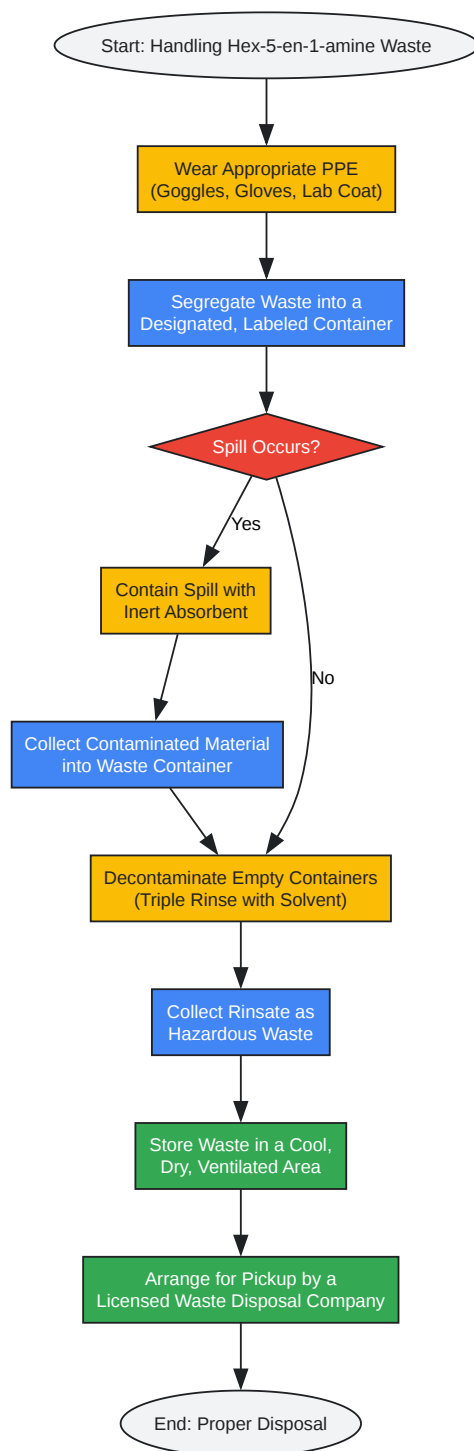 Start: Handling Hex-5-en-1-amine Waste
Wear Appropriate PPE
(Goggles, Gloves, Lab Coat)
Segregate Waste into a
Designated, Labeled Container
Spill Occurs?
Yes
Contain Spill with
Inert Absorbent
No
Collect Contaminated Material
into Waste Container
Decontaminate Empty Containers
(Triple Rinse with Solvent)
Collect Rinsate as
Hazardous Waste
Store Waste in a Cool,
Dry, Ventilated Area
Arrange for Pickup by a
Licensed Waste Disposal Company
End: Proper Disposal